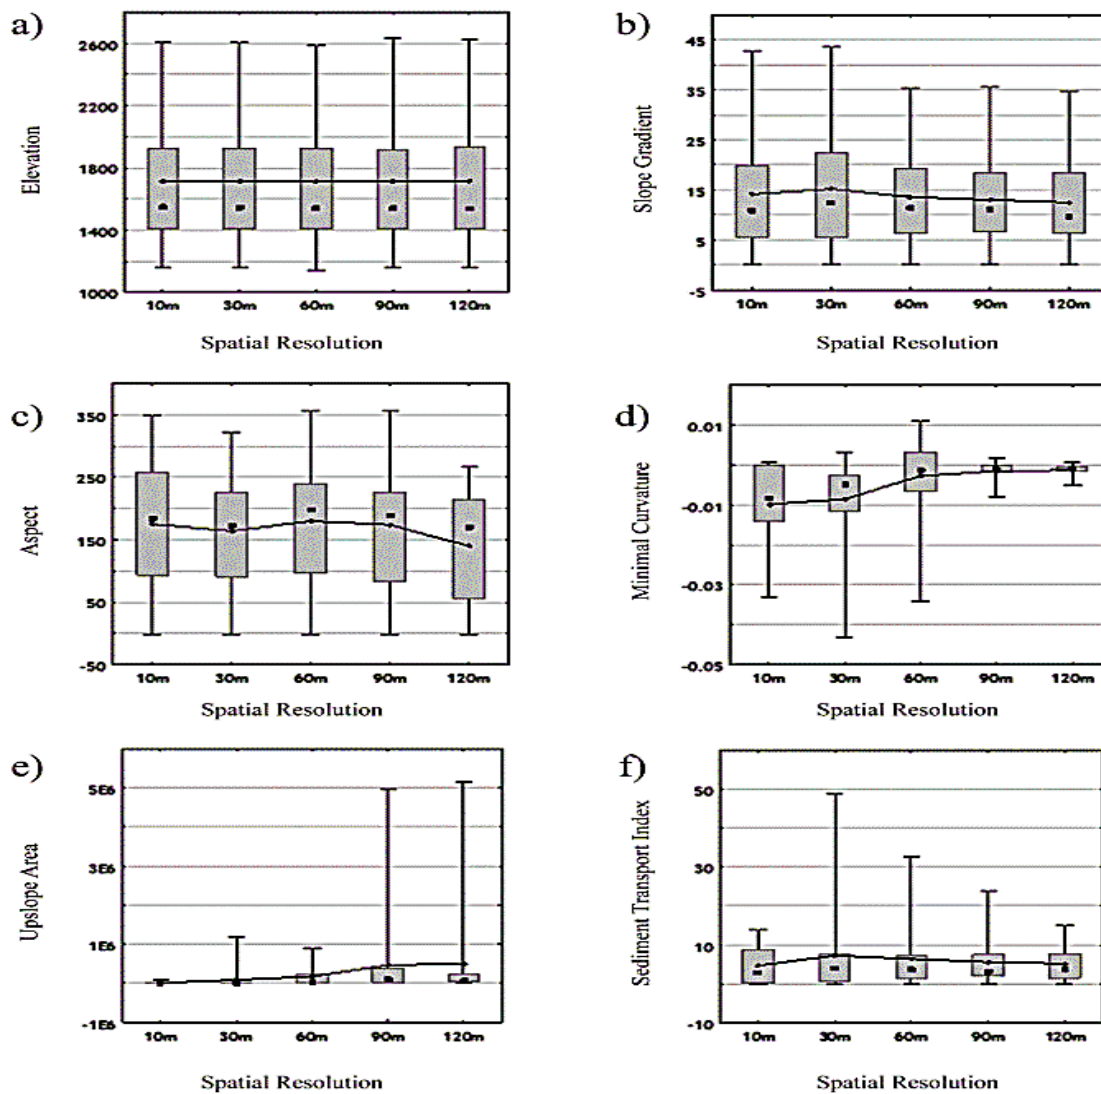 a)
2600
2200
1800
1400
1000
Elevation
10m 30m 60m 90m 120m
Spatial Resolution
b)
45
35
25
15
5
-5
Slope Gradient
10m 30m 60m 90m 120m
Spatial Resolution
c)
350
250
150
50
-50
Aspect
10m 30m 60m 90m 120m
Spatial Resolution
d)
0.01
-0.01
-0.03
-0.05
Minimal Curvature
10m 30m 60m 90m 120m
Spatial Resolution
e)
5E6
3E6
1E6
-1E6
Upslope Area
10m 30m 60m 90m 120m
Spatial Resolution
f)
50
30
10
-10
Sediment Transport Index
10m 30m 60m 90m 120m
Spatial Resolution